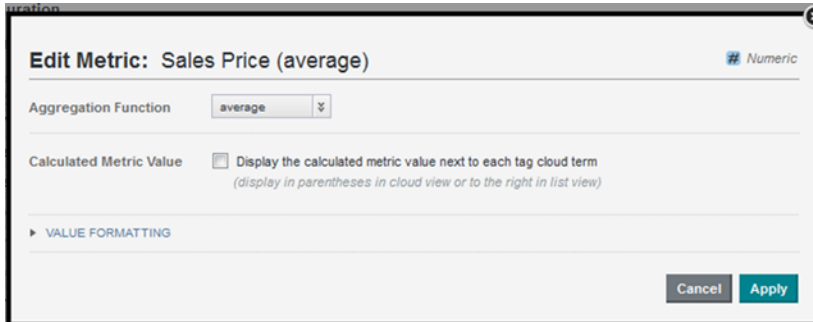 uration
Edit Metric: Sales Price (average)
# Numeric
Aggregation Function
average
Calculated Metric Value
Display the calculated metric value next to each tag cloud term
(display in parentheses in cloud view or to the right in list view)
VALUE FORMATTING
Cancel
Apply